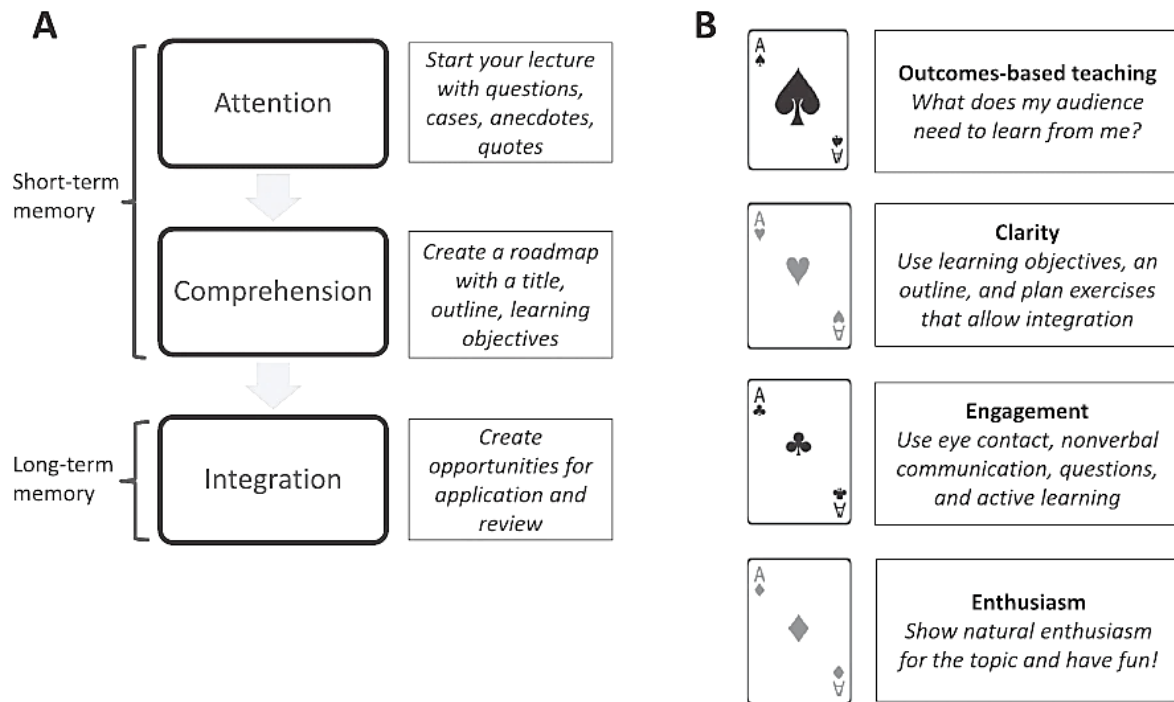 A
Short-term
memory
Attention
Start your lecture
with questions,
cases, anecdotes,
quotes
Comprehension
Create a roadmap
with a title,
outline, learning
objectives
Long-term
memory
Integration
Create
opportunities for
application and
review
B
A
A
Outcomes-based teaching
What does my audience
need to learn from me?
A
A
Clarity
Use learning objectives, an
outline, and plan exercises
that allow integration
A
A
Engagement
Use eye contact, nonverbal
communication, questions,
and active learning
A
A
Enthusiasm
Show natural enthusiasm
for the topic and have fun!